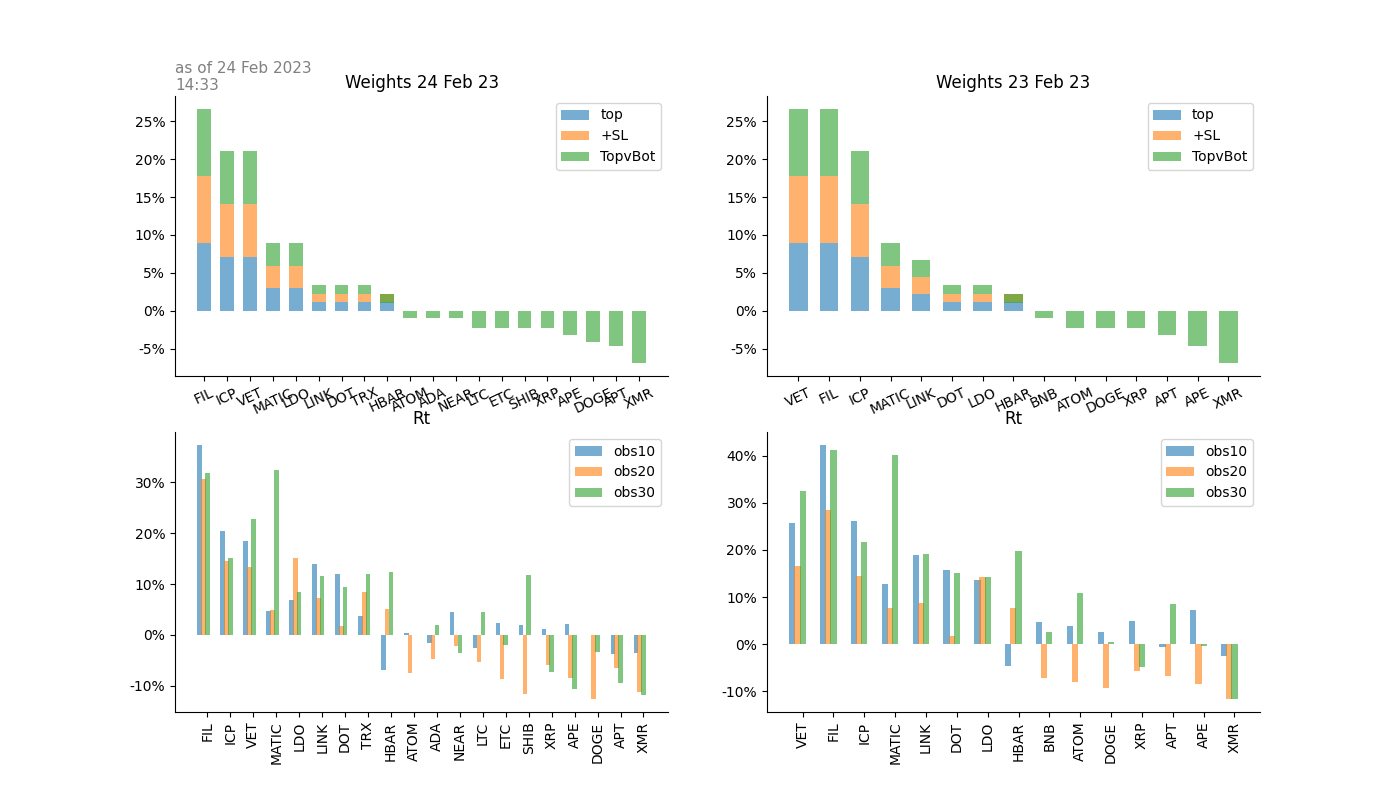 as of 24 Feb 2023
14:33
Weights 24 Feb 23
25%
20%
15%
10%
5%
0%
-5%
top
+SL
TopvBot
FIL ICP VET MATIC LDO LINK DOT TRX HBAR ATOM ADA NEAR LTC ETC SHIB XRP APE DOGE APT XMR
Weights 23 Feb 23
25%
20%
15%
10%
5%
0%
-5%
top
+SL
TopvBot
VET FIL ICP MATIC LINK DOT LDO HBAR BNB ATOM DOGE XRP APT APE XMR
Rt
30%
20%
10%
0%
-10%
obs10
obs20
obs30
FIL ICP VET MATIC LDO LINK DOT TRX HBAR ATOM ADA NEAR LTC ETC SHIB XRP APE DOGE APT XMR
Rt
40%
30%
20%
10%
0%
-10%
obs10
obs20
obs30
VET FIL ICP MATIC LINK DOT LDO HBAR BNB ATOM DOGE XRP APT APE XMR